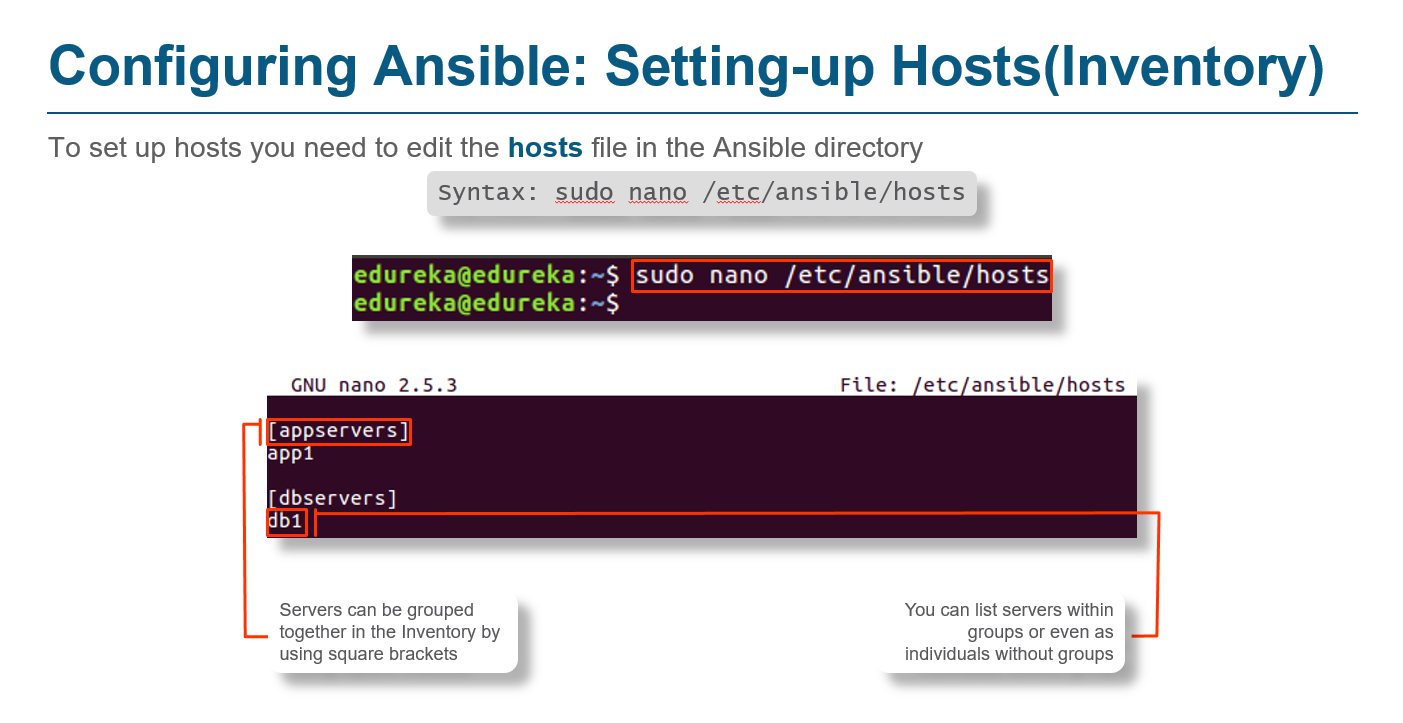 Configuring Ansible: Setting-up Hosts(Inventory)
To set up hosts you need to edit the hosts file in the Ansible directory
Syntax: sudo nano /etc/ansible/hosts
edureka@edureka:~$ sudo nano /etc/ansible/hosts
edureka@edureka:~$
GNU nano 2.5.3 File: /etc/ansible/hosts
[appservers]
app1
[dbservers]
db1
Servers can be grouped
together in the Inventory by
using square brackets
You can list servers within
groups or even as
individuals without groups